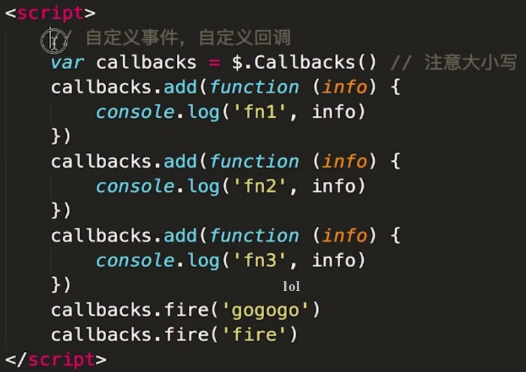 <script>
// 自定义事件，自定义回调
var callbacks = $.Callbacks() // 注意大小写
callbacks.add(function (info) {
console.log('fn1', info)
})
callbacks.add(function (info) {
console.log('fn2', info)
})
callbacks.add(function (info) {
console.log('fn3', info)
})
lol
callbacks.fire('gogogo')
callbacks.fire('fire')
</script>